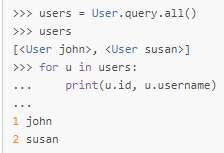 >>> users = User.query.all()
>>> users
[<User john>, <User susan>]
>>> for u in users:
...     print(u.id, u.username)
...
1 john
2 susan